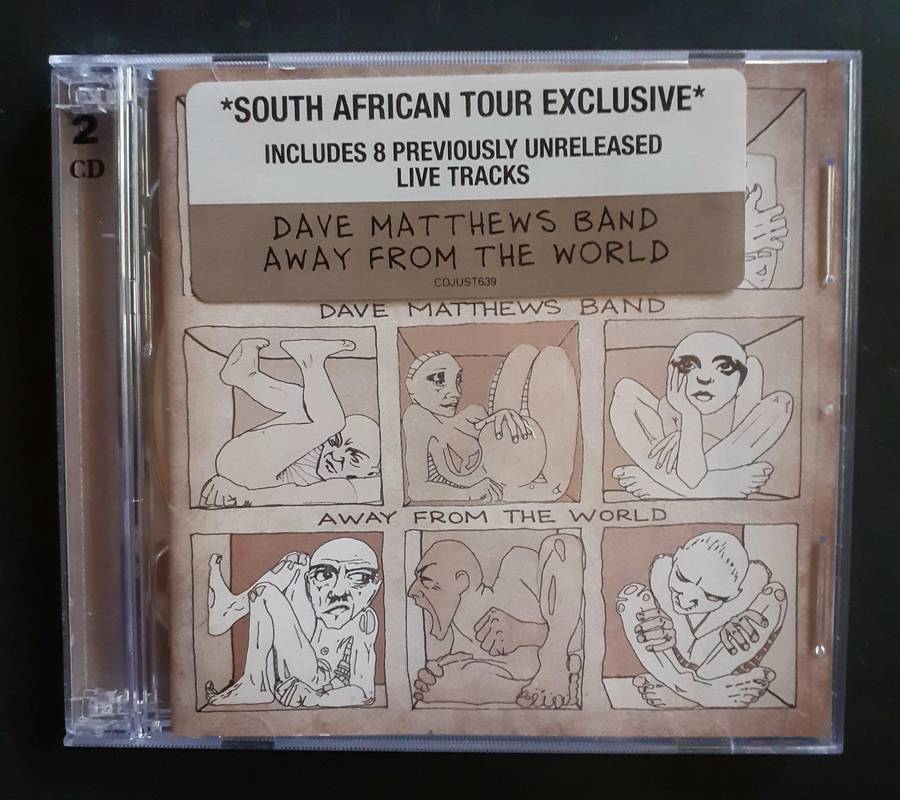 2
CD
*SOUTH AFRICAN TOUR EXCLUSIVE*
INCLUDES 8 PREVIOUSLY UNRELEASED
LIVE TRACKS
DAVE MATTHEWS BAND
AWAY FROM THE WORLD
CDJUST639
DAVE MATTHEWS BAND
AWAY FROM THE WORLD